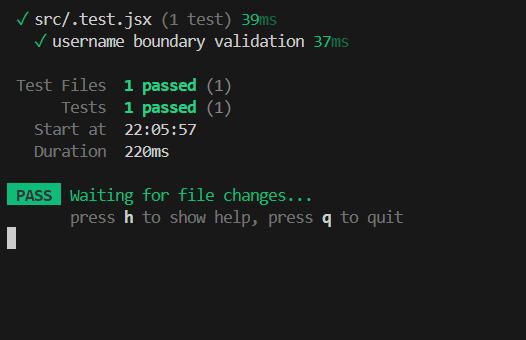 ✓ src/.test.jsx (1 test) 39ms
✓ username boundary validation 37ms
Test Files 1 passed (1)
Tests 1 passed (1)
Start at 22:05:57
Duration 220ms
PASS Waiting for file changes...
press h to show help, press q to quit